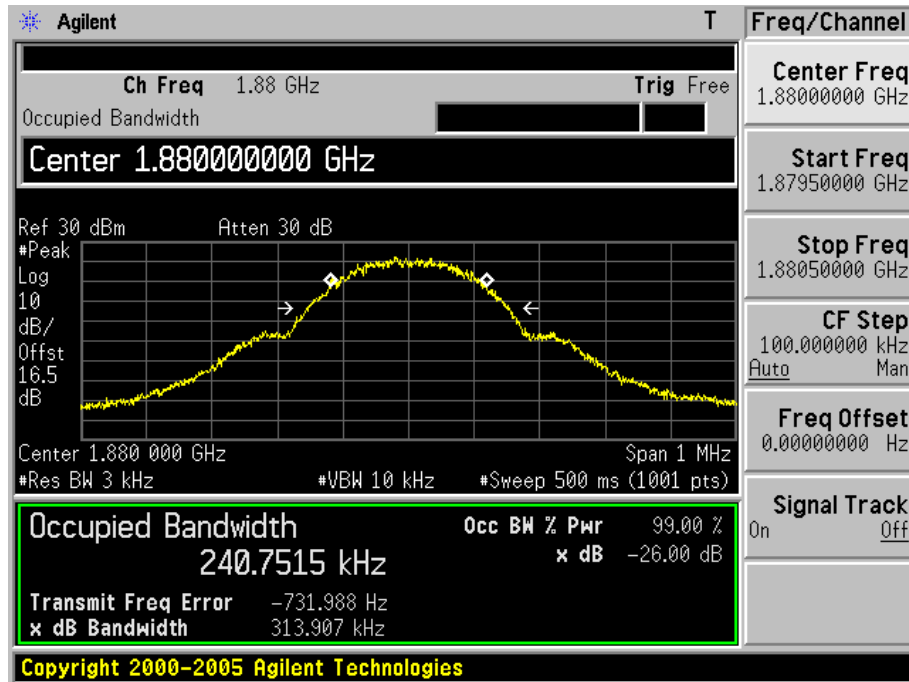 Agilent T
Freq/Channel
Ch Freq 1.88 GHz Trig Free
Occupied Bandwidth
Center 1.880000000 GHz
Ref 30 dBm Atten 30 dB
#Peak
Log
10
dB/
Offst
16.5
dB
Center 1.880 000 GHz Span 1 MHz
#Res BW 3 kHz #VBW 10 kHz #Sweep 500 ms (1001 pts)
Occupied Bandwidth Occ BW % Pwr 99.00 %
240.7515 kHz x dB -26.00 dB
Transmit Freq Error -731.988 Hz
x dB Bandwidth 313.907 kHz
Copyright 2000-2005 Agilent Technologies
Center Freq
1.88000000 GHz
Start Freq
1.87950000 GHz
Stop Freq
1.88050000 GHz
CF Step
100.000000 kHz
Auto Man
Freq Offset
0.00000000 Hz
Signal Track
On Off